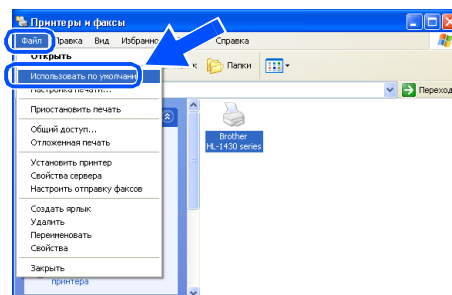 Принтеры и факсы
Файл Правка Вид Избранное Справка
Папки
Переход
Открыть
Использовать по умолчанию
Настройка печати...
Приостановить печать
Общий доступ...
Отложенная печать
Установить принтер
Свойства сервера
Настроить отправку факсов
Создать ярлык
Удалить
Переименовать
Свойства
Закрыть
принтера
Brother
HL-1430 series